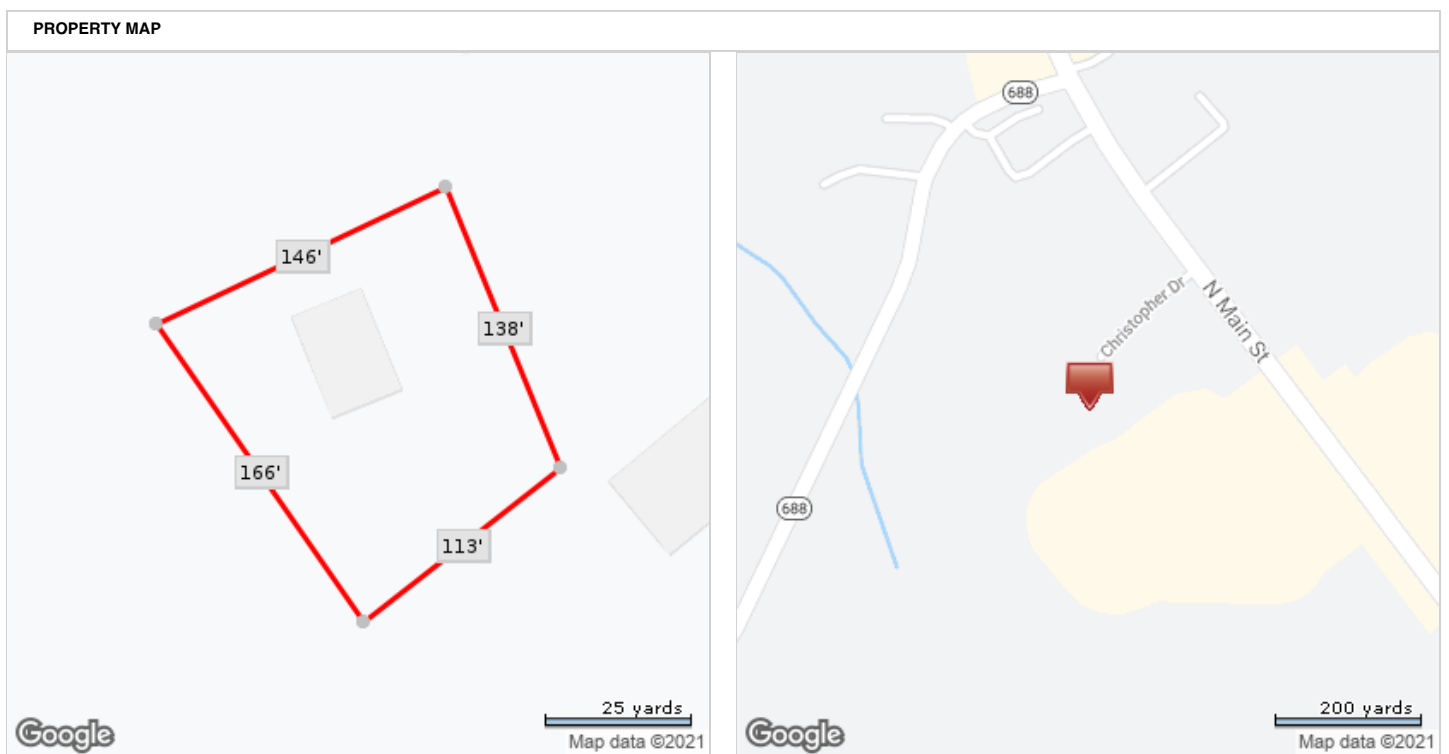 PROPERTY MAP
146'
138'
166'
113'
25 yards
Google
Map data ©2021
688
Christopher Dr
N Main St
688
200 yards
Google
Map data ©2021